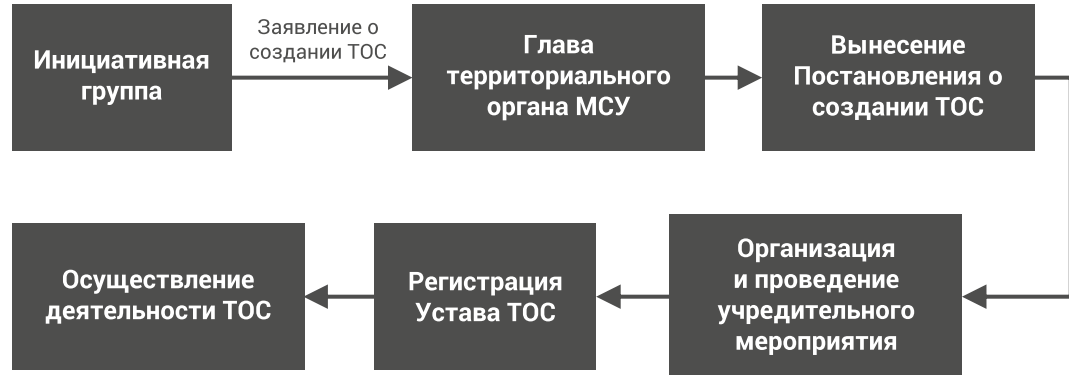 Инициативная
группа
Заявление о
создании ТОС
Глава
территориального
органа МСУ
Вынесение
Постановления о
создании ТОС
Организация
и проведение
учредительного
мероприятия
Регистрация
Устава ТОС
Осуществление
деятельности ТОС